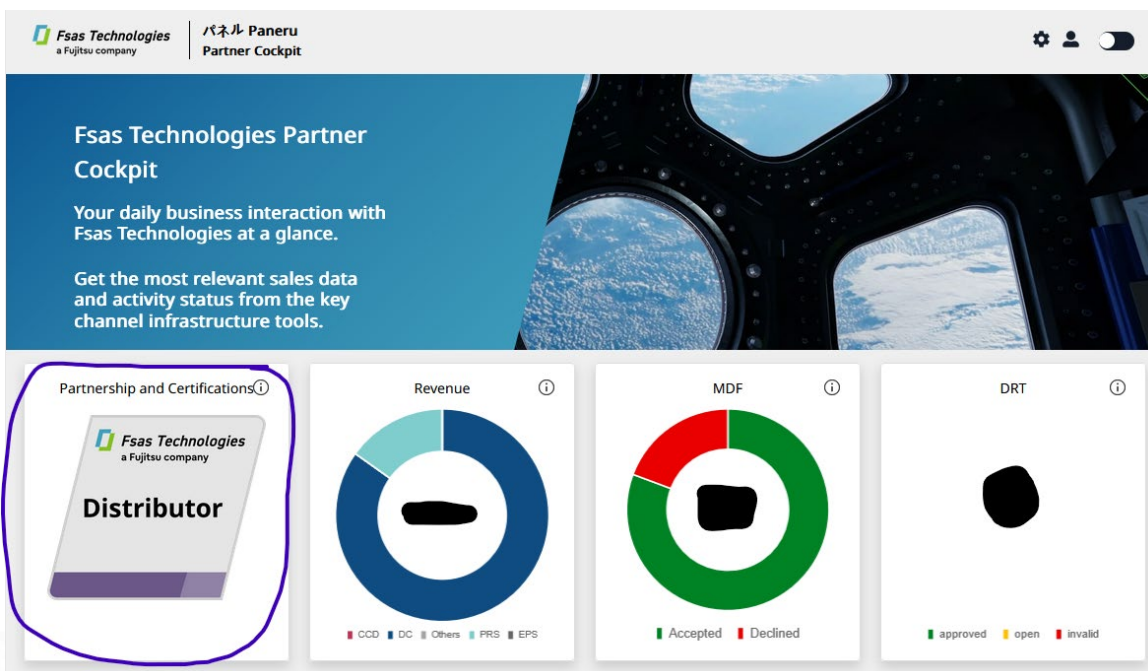 Fsas Technologies
a Fujitsu company
パネル Paneru
Partner Cockpit
Fsas Technologies Partner
Cockpit
Your daily business interaction with
Fsas Technologies at a glance.
Get the most relevant sales data
and activity status from the key
channel infrastructure tools.
Partnership and Certifications
Fsas Technologies
a Fujitsu company
Distributor
Revenue
CCD DC Others PRS EPS
MDF
Accepted Declined
DRT
approved open invalid